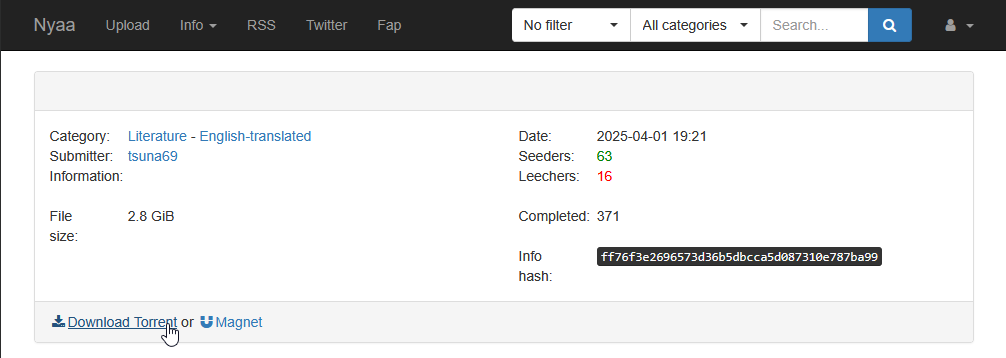 Nyaa Upload Info RSS Twitter Fap No filter All categories Search...
Category: Literature - English-translated Date: 2025-04-01 19:21
Submitter: tsuna69 Seeders: 63
Information: Leechers: 16
File size: 2.8 GiB Completed: 371
Info hash: ff76f3e2696573d36b5dbcca5d087310e787ba99
Download Torrent or Magnet